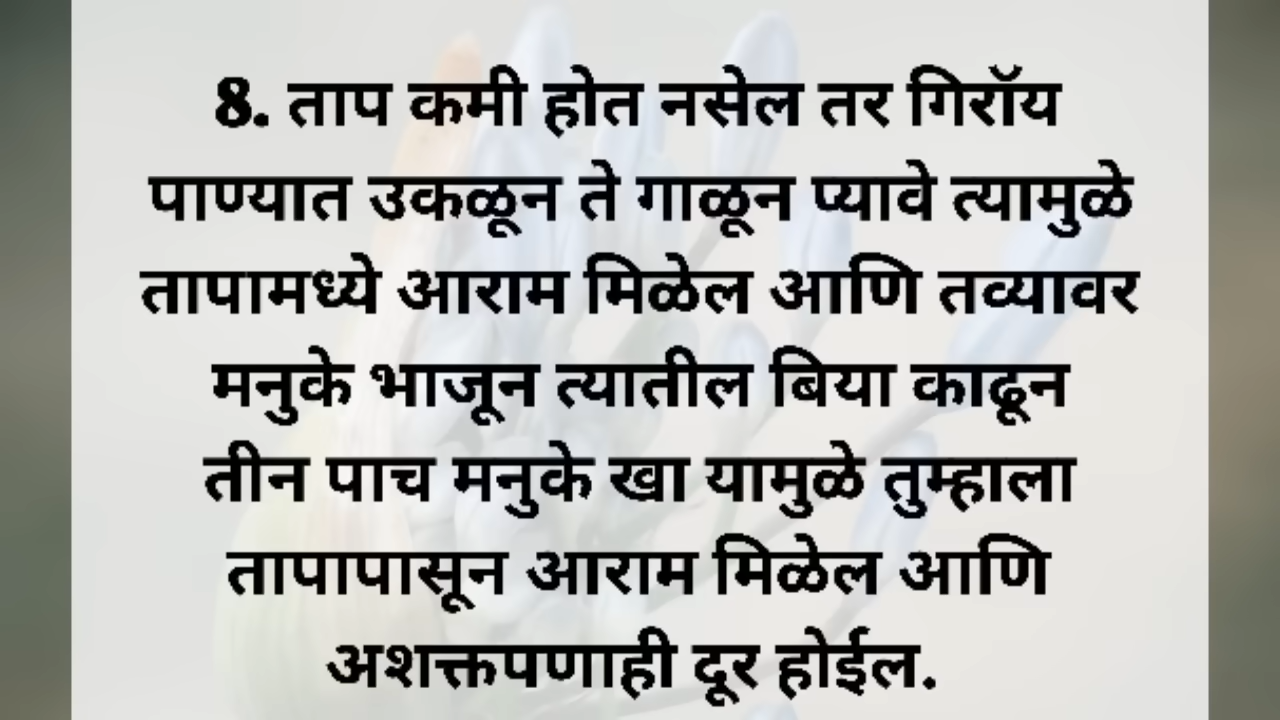 8. ताप कमी होत नसेल तर गिरॉय
पाण्यात उकळून ते गाळून प्यावे त्यामुळे
तापामध्ये आराम मिळेल आणि तव्यावर
मनुके भाजून त्यातील बिया काढून
तीन पाच मनुके खा यामुळे तुम्हाला
तापापासून आराम मिळेल आणि
अशक्तपणाही दूर होईल.